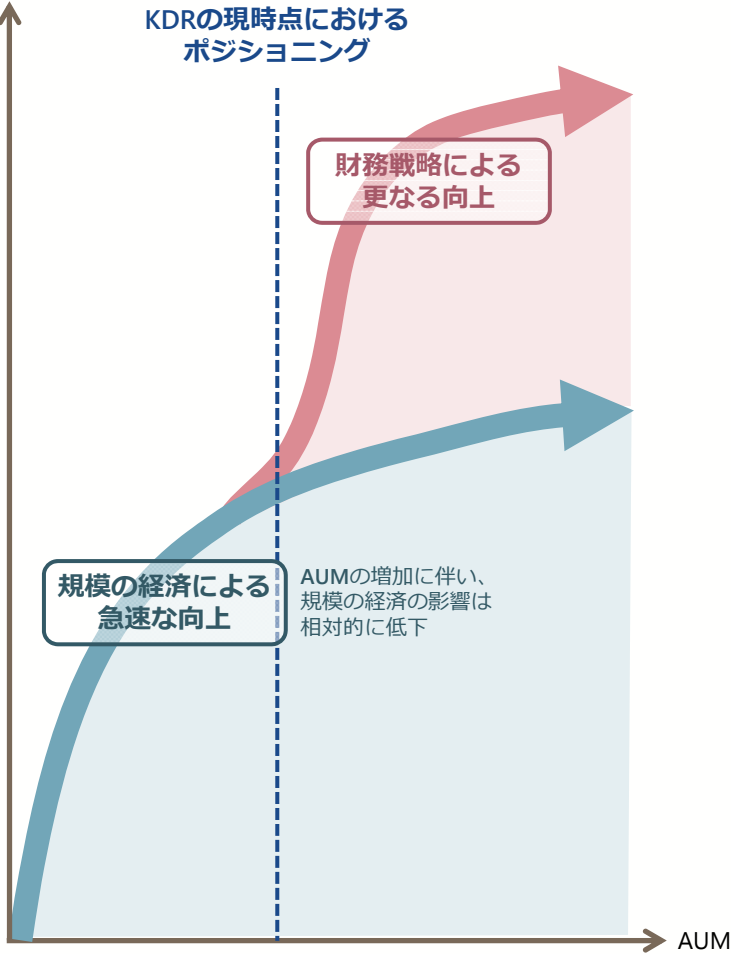 KDRの現時点における
ポジショニング
財務戦略による
更なる向上
規模の経済による
急速な向上
AUMの増加に伴い、
規模の経済の影響は
相対的に低下
AUM